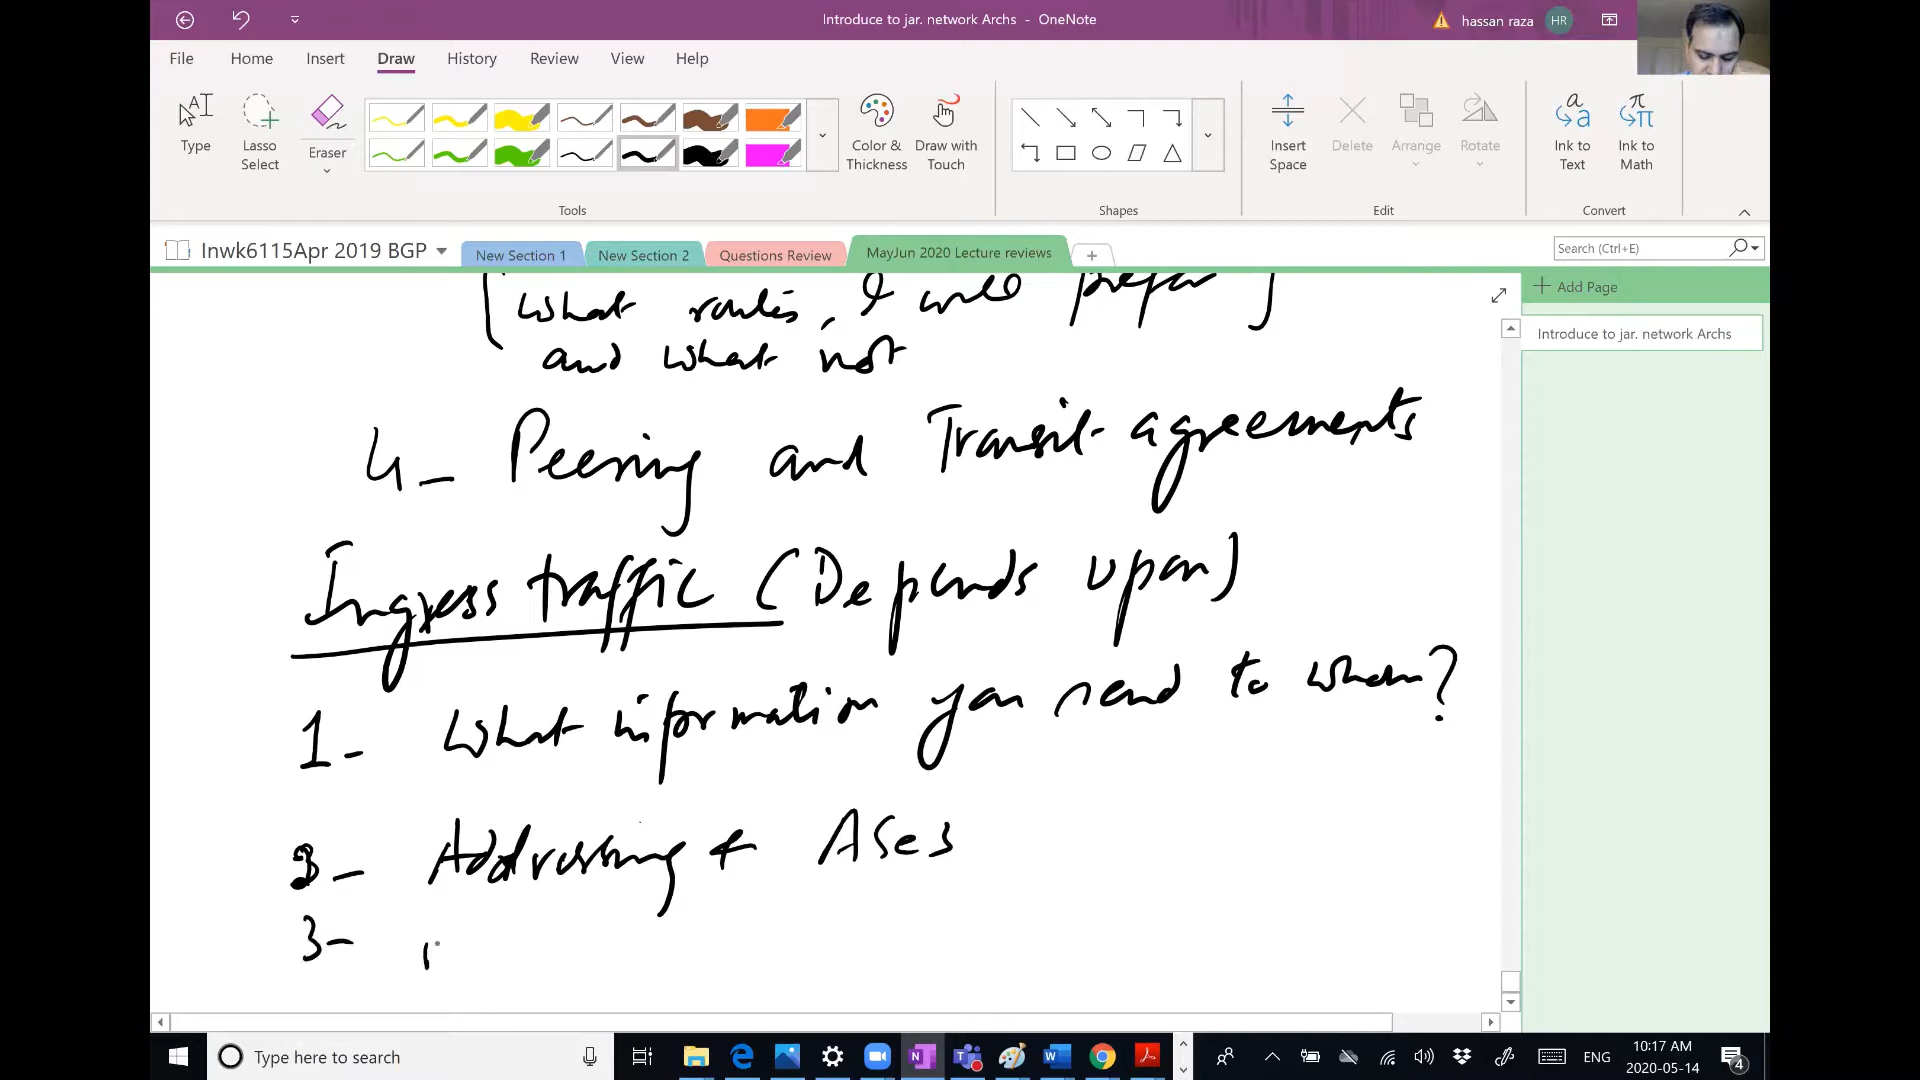 Introduce to jar. network Archs - OneNote
hassan raza HR
File Home Insert Draw History Review View Help
Type
Lasso Select
Eraser
Color & Thickness
Draw with Touch
Insert Space
Delete
Arrange
Rotate
Ink to Text
Ink to Math
Tools Shapes Edit Convert
Inwk6115Apr 2019 BGP New Section 1 New Section 2 Questions Review MayJun 2020 Lecture reviews + Search (Ctrl+E)
Add Page
Introduce to jar. network Archs
(what routes, I will prefer)
and what not
4- Peering and Transit agreements
Ingress traffic (Depends upon)
1- What information you send to whom?
2- Addressing & ASes
3-
Type here to search
ENG
10:17 AM
2020-05-14
4